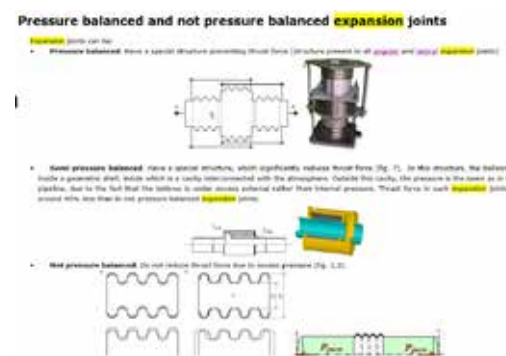 Pressure balanced and not pressure balanced expansion joints
Expansion joints can be:
• Pressure balanced. Have a special structure preventing thrust force (structure present in all angular and lateral expansion joints)
• Semi pressure balanced. Have a special structure, which significantly reduces thrust force (fig. 7). In this structure, the bellows
inside a geometric shell, inside which is a cavity interconnected with the atmosphere. Outside this cavity, the pressure is the same as in
pipeline, due to the fact that the bellows is under excess external rather than internal pressure. Thrust force in such expansion joints
around 40% less than in not pressure balanced expansion joints.
• Not pressure balanced. Do not reduce thrust force due to excess pressure (fig. 1,2).